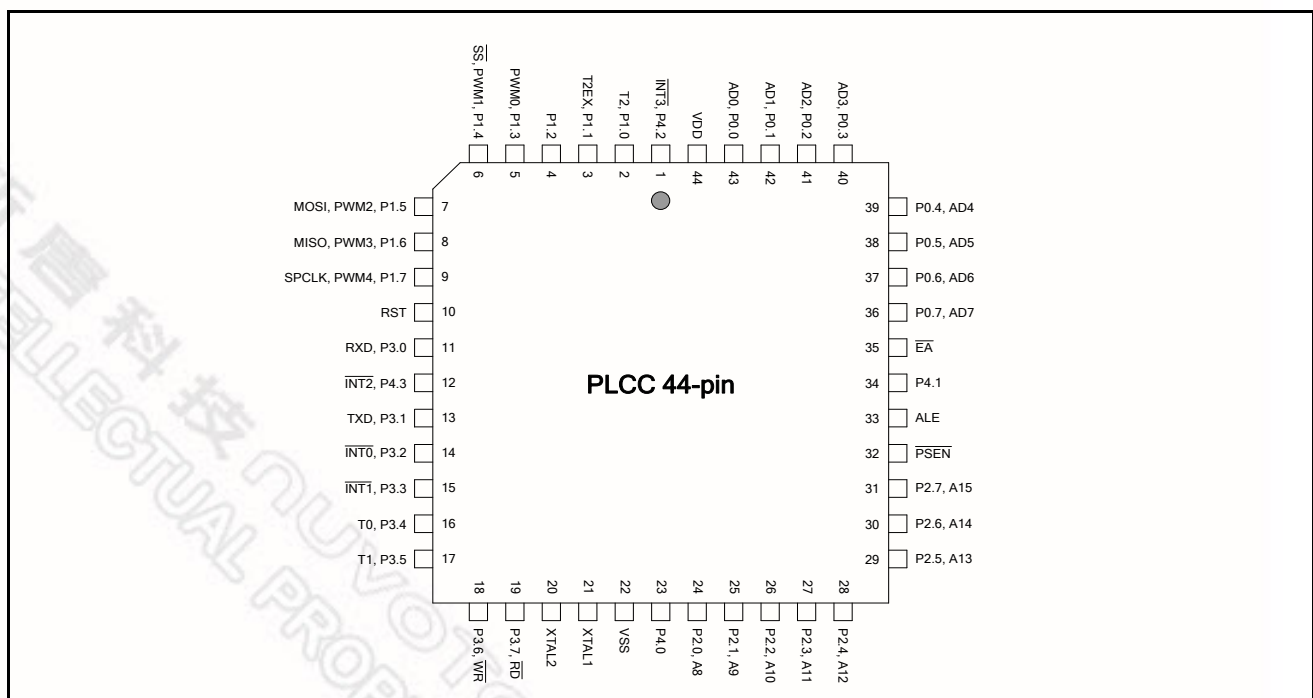 SS, PWM1, P1.4
PWM0, P1.3
P1.2
T2EX, P1.1
T2, P1.0
INT3, P4.2
VDD
AD0, P0.0
AD1, P0.1
AD2, P0.2
AD3, P0.3
6 5 4 3 2 1 44 43 42 41 40
MOSI, PWM2, P1.5 7
MISO, PWM3, P1.6 8
SPCLK, PWM4, P1.7 9
RST 10
RXD, P3.0 11
INT2, P4.3 12
TXD, P3.1 13
INT0, P3.2 14
INT1, P3.3 15
T0, P3.4 16
T1, P3.5 17
PLCC 44-pin
39 P0.4, AD4
38 P0.5, AD5
37 P0.6, AD6
36 P0.7, AD7
35 EA
34 P4.1
33 ALE
32 PSEN
31 P2.7, A15
30 P2.6, A14
29 P2.5, A13
18 19 20 21 22 23 24 25 26 27 28
P3.6, WR
P3.7, RD
XTAL2
XTAL1
VSS
P4.0
P2.0, A8
P2.1, A9
P2.2, A10
P2.3, A11
P2.4, A12
唐科技 nuvoTo